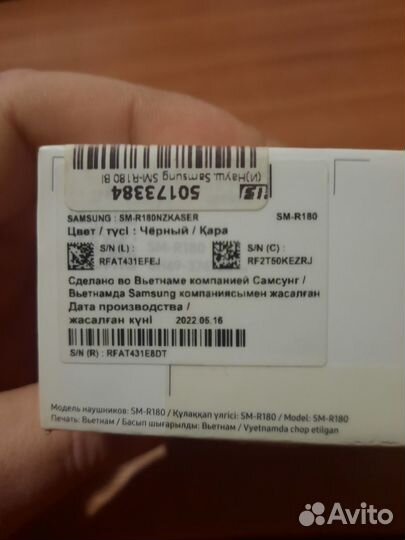 (И)Науш. Samsung SM-R180 Bl
50173384
SAMSUNG : SM-R180NZKASER SM-R180
Цвет / түсі : Чёрный / Қара
S/N (L) : S/N (C) :
RFAT431EFEJ RF2T50KEZRJ
Сделано во Вьетнаме компанией Самсунг /
Вьетнамда Samsung компаниясымен жасалған
Дата производства /
жасалған күні 2022.05.16
S/N (R) : RFAT431E8DT
Модель наушников: SM-R180 / Құлаққап үлгісі: SM-R180 / Model: SM-R180
Печать: Вьетнам / Басып шығарылды: Вьетнам / Vyetnamda chop etilgan
Avito